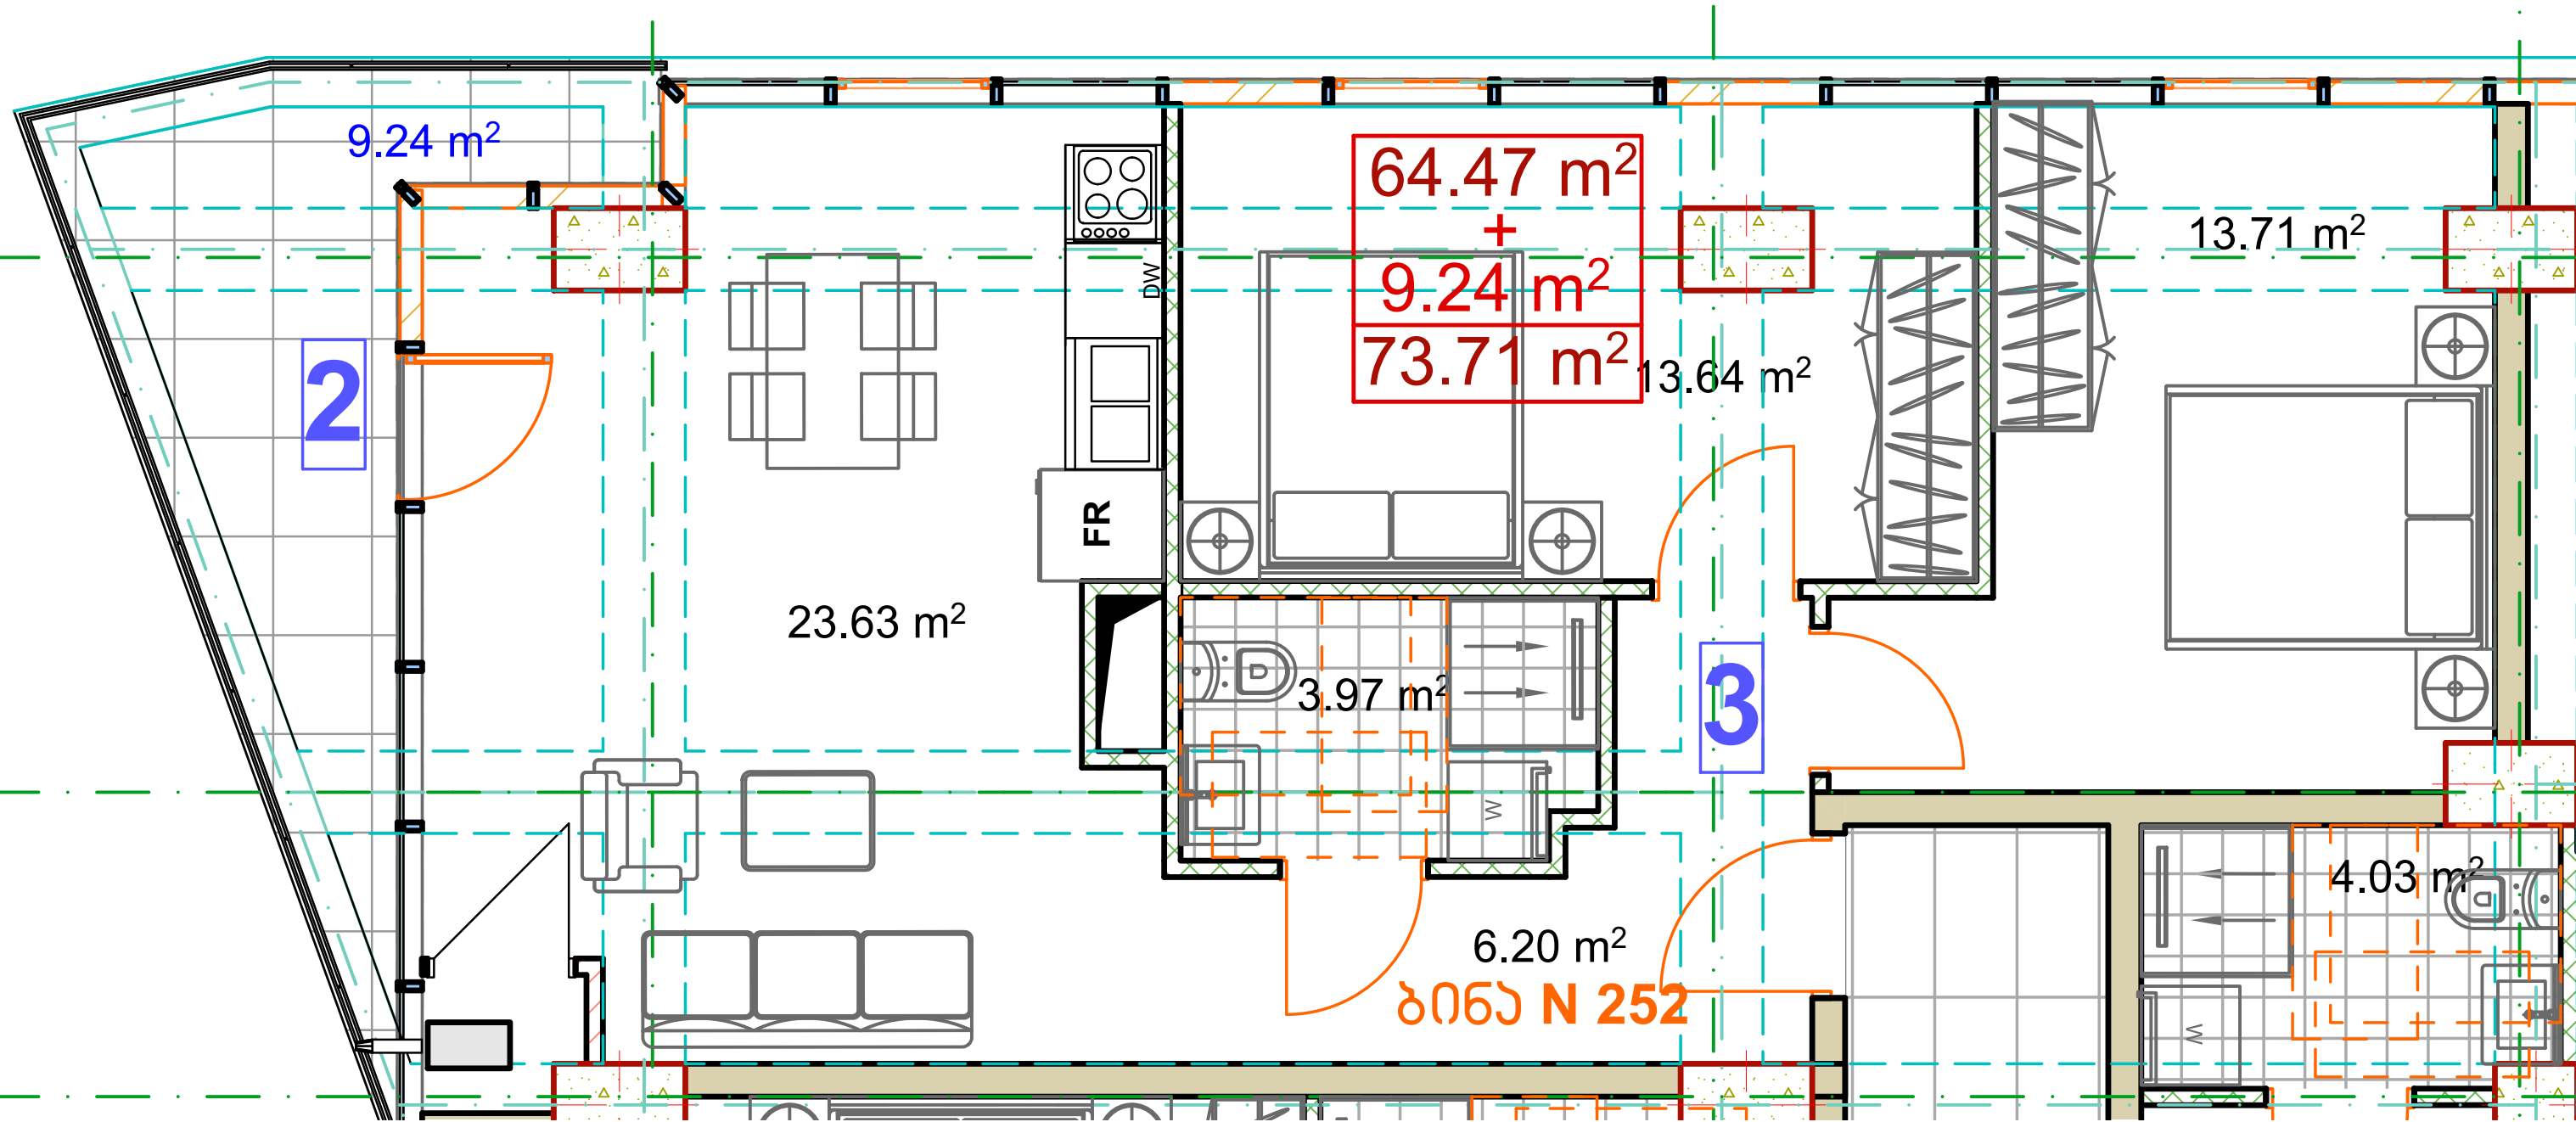 9.24 m²
64.47 m²
+
9.24 m²
73.71 m²
13.71 m²
DW
2
13.64 m²
FR
23.63 m²
3.97 m²
3
W
4.03 m²
6.20 m²
ბინა N 252
W